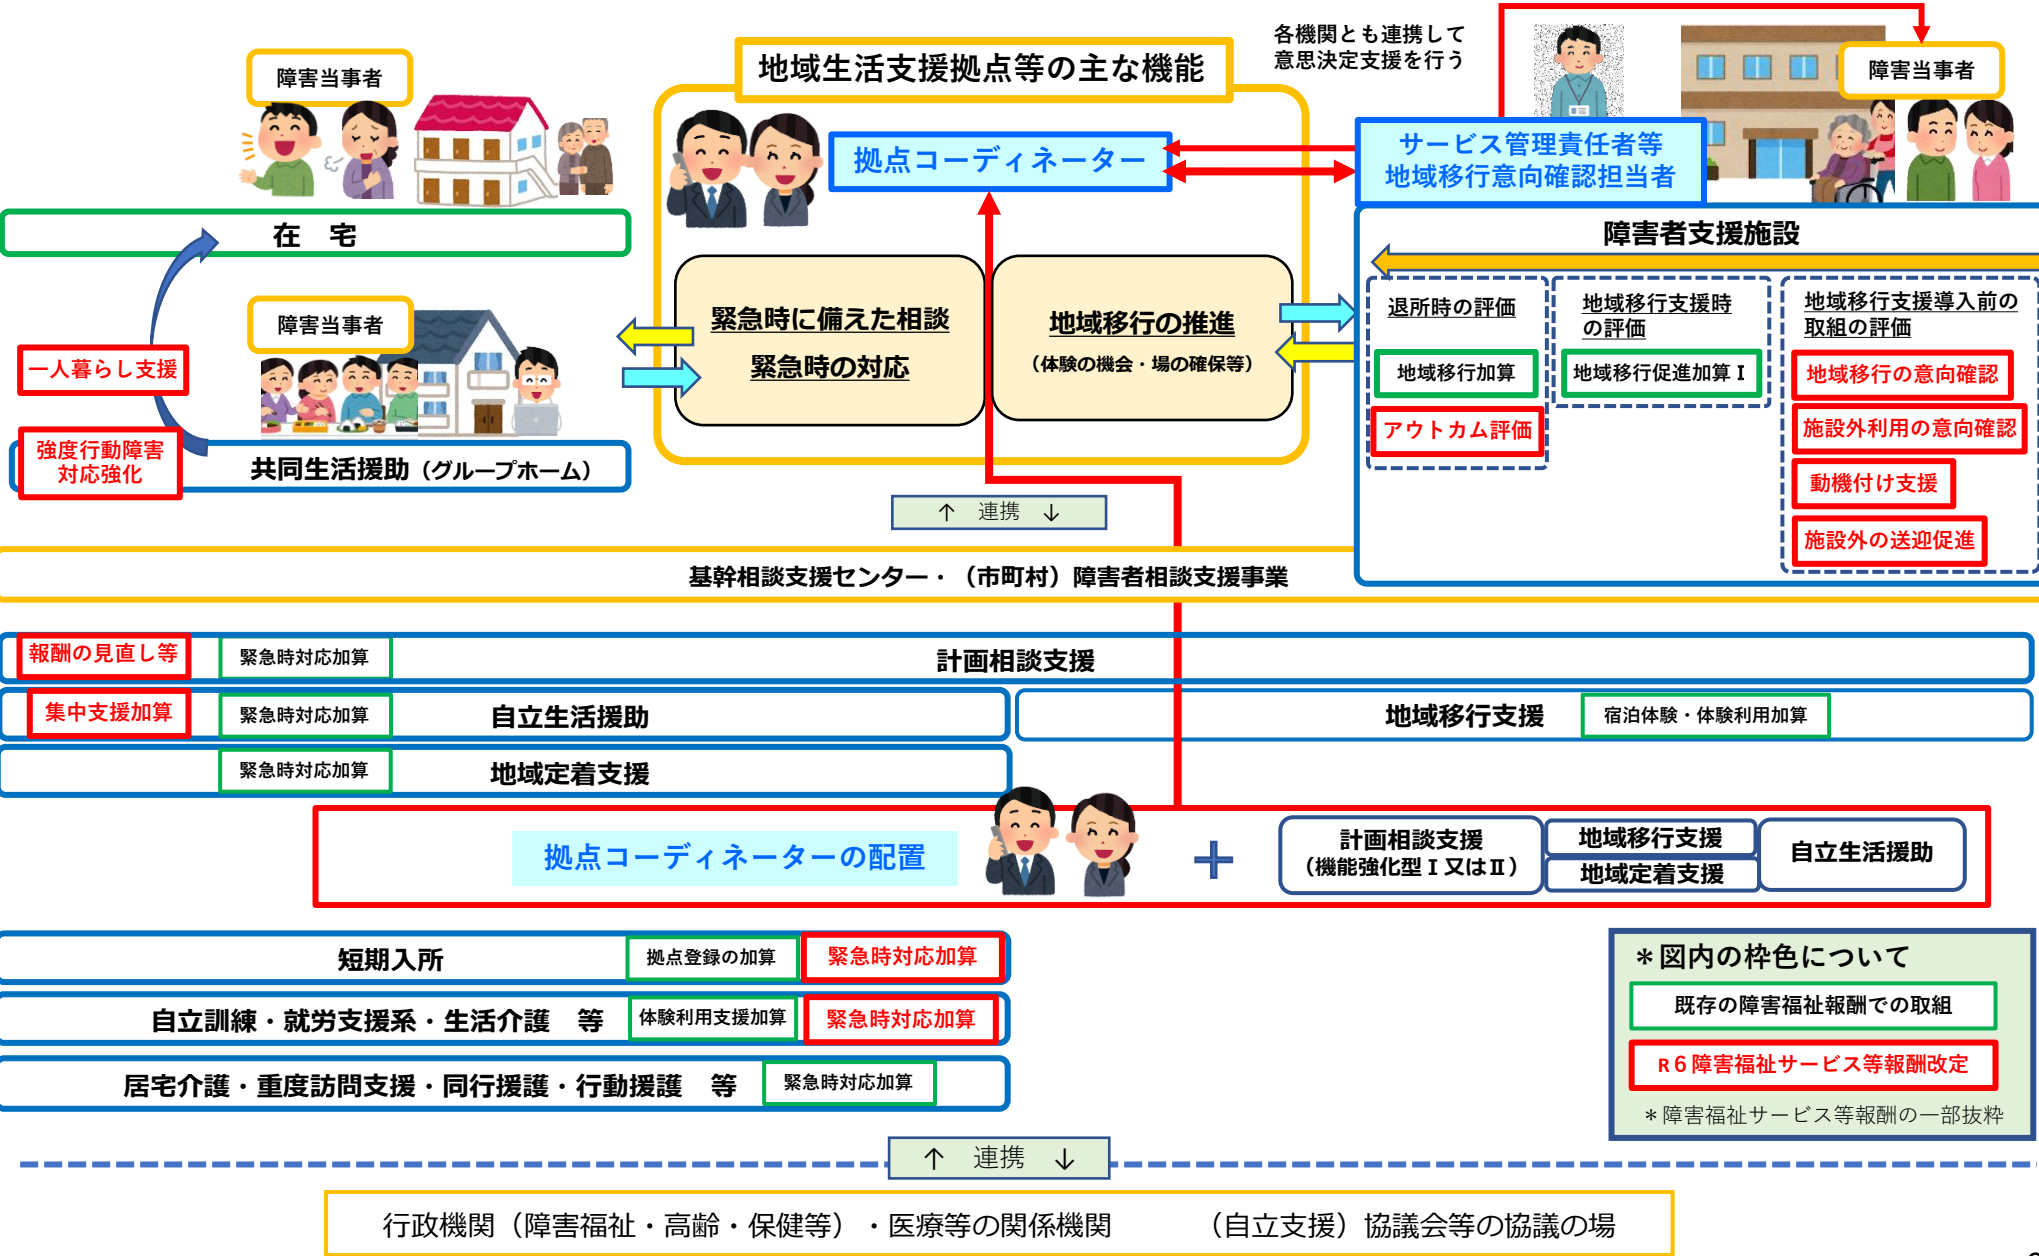 障害当事者
地域生活支援拠点等の主な機能
各機関とも連携して
意思決定支援を行う
障害当事者
拠点コーディネーター
サービス管理責任者等
地域移行意向確認担当者
在　宅
障害者支援施設
障害当事者
一人暮らし支援
強度行動障害
対応強化
共同生活援助（グループホーム）
緊急時に備えた相談
緊急時の対応
地域移行の推進
（体験の機会・場の確保等）
退所時の評価
地域移行加算
アウトカム評価
地域移行支援時
の評価
地域移行促進加算Ⅰ
地域移行支援導入前の
取組の評価
地域移行の意向確認
施設外利用の意向確認
動機付け支援
施設外の送迎促進
↑　連携　↓
基幹相談支援センター・（市町村）障害者相談支援事業
報酬の見直し等
緊急時対応加算
計画相談支援
集中支援加算
緊急時対応加算
自立生活援助
地域移行支援
宿泊体験・体験利用加算
緊急時対応加算
地域定着支援
拠点コーディネーターの配置
＋
計画相談支援
（機能強化型Ⅰ又はⅡ）
地域移行支援
地域定着支援
自立生活援助
短期入所
拠点登録の加算
緊急時対応加算
自立訓練・就労支援系・生活介護　等
体験利用支援加算
緊急時対応加算
居宅介護・重度訪問支援・同行援護・行動援護　等
緊急時対応加算
＊図内の枠色について
既存の障害福祉報酬での取組
R６障害福祉サービス等報酬改定
＊障害福祉サービス等報酬の一部抜粋
↑　連携　↓
行政機関（障害福祉・高齢・保健等）・医療等の関係機関　　　（自立支援）協議会等の協議の場